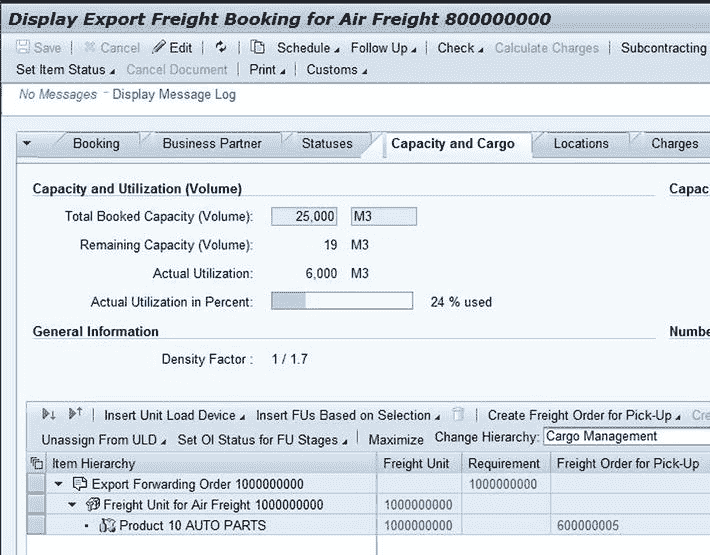 Display Export Freight Booking for Air Freight 800000000
Save Cancel Edit Schedule Follow Up Check Calculate Charges Subcontracting
Set Item Status Cancel Document Print Customs
No Messages - Display Message Log
Booking Business Partner Statuses Capacity and Cargo Locations Charges
Capacity and Utilization (Volume) Capac
Total Booked Capacity (Volume): 25,000 M3
Remaining Capacity (Volume): 19 M3
Actual Utilization: 6,000 M3
Actual Utilization in Percent: 24 % used
General Information Numbe
Density Factor : 1 / 1.7
Insert Unit Load Device Insert FUs Based on Selection Create Freight Order for Pick-Up Cre
Unassign From ULD Set OI Status for FU Stages Maximize Change Hierarchy: Cargo Management
Item Hierarchy Freight Unit Requirement Freight Order for Pick-Up
Export Forwarding Order 1000000000 1000000000
Freight Unit for Air Freight 1000000000 1000000000
Product 10 AUTO PARTS 1000000000 600000005